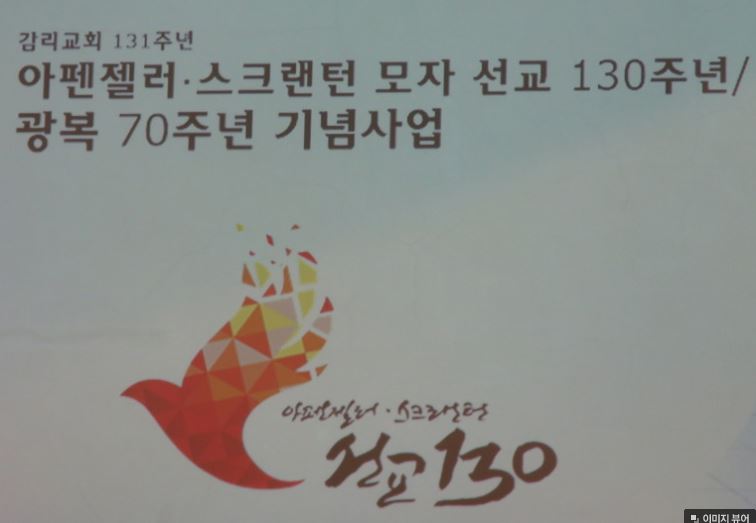 감리교회 131주년
아펜젤러·스크랜턴 모자 선교 130주년/
광복 70주년 기념사업
아펜젤러·스크랜턴
선교130
이미지 뷰어